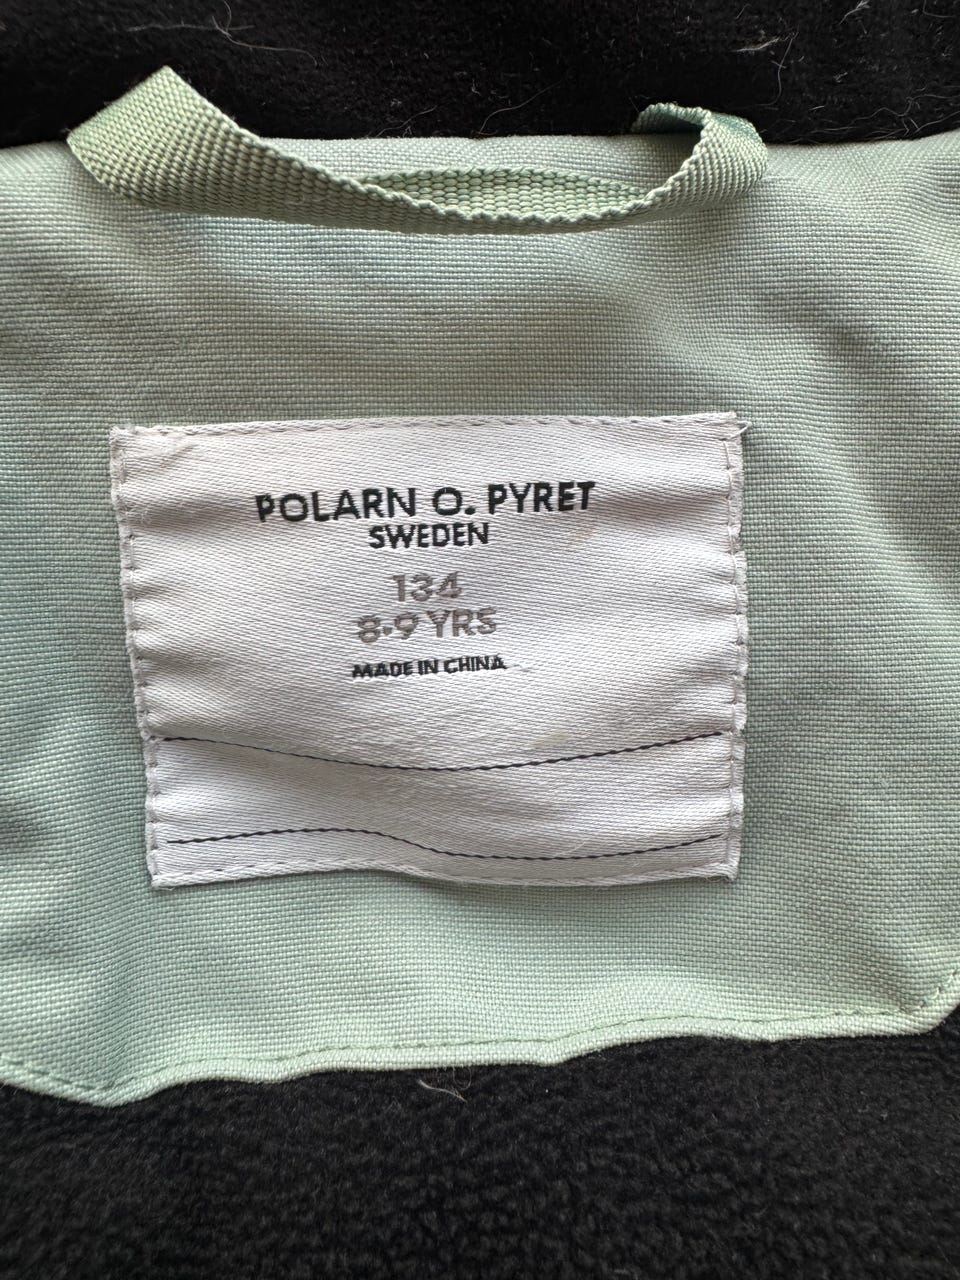 POLARN O. PYRET
SWEDEN
134
8-9 YRS
MADE IN CHINA